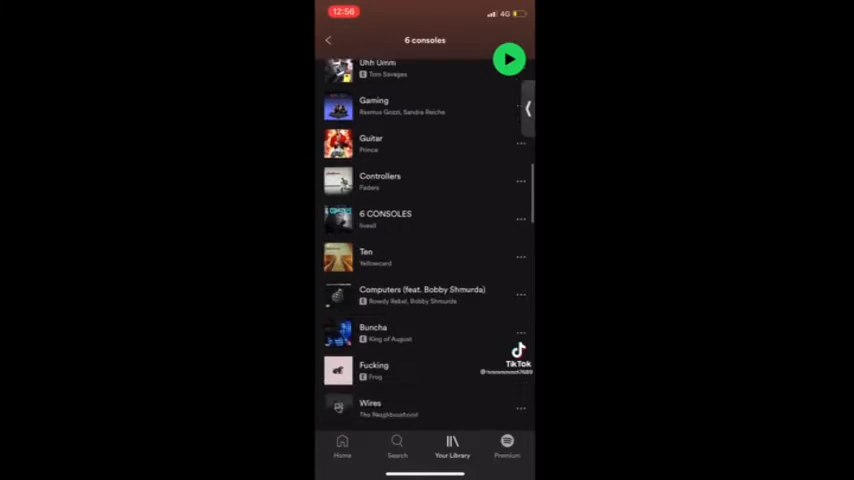 12:56
4G
6 consoles
Uhh Umm
E Tom Savages
Gaming
Rasmus Gozzi, Sandra Reiche
Guitar
Prince
Controllers
Faders
6 CONSOLES
Ten
Yellowcard
Computers (feat. Bobby Shmurda)
E Rowdy Rebel, Bobby Shmurda
Buncha
E King of August
Fucking
E Frog
Wires
The Neighbourhood
TikTok
Home
Search
Your Library
Premium